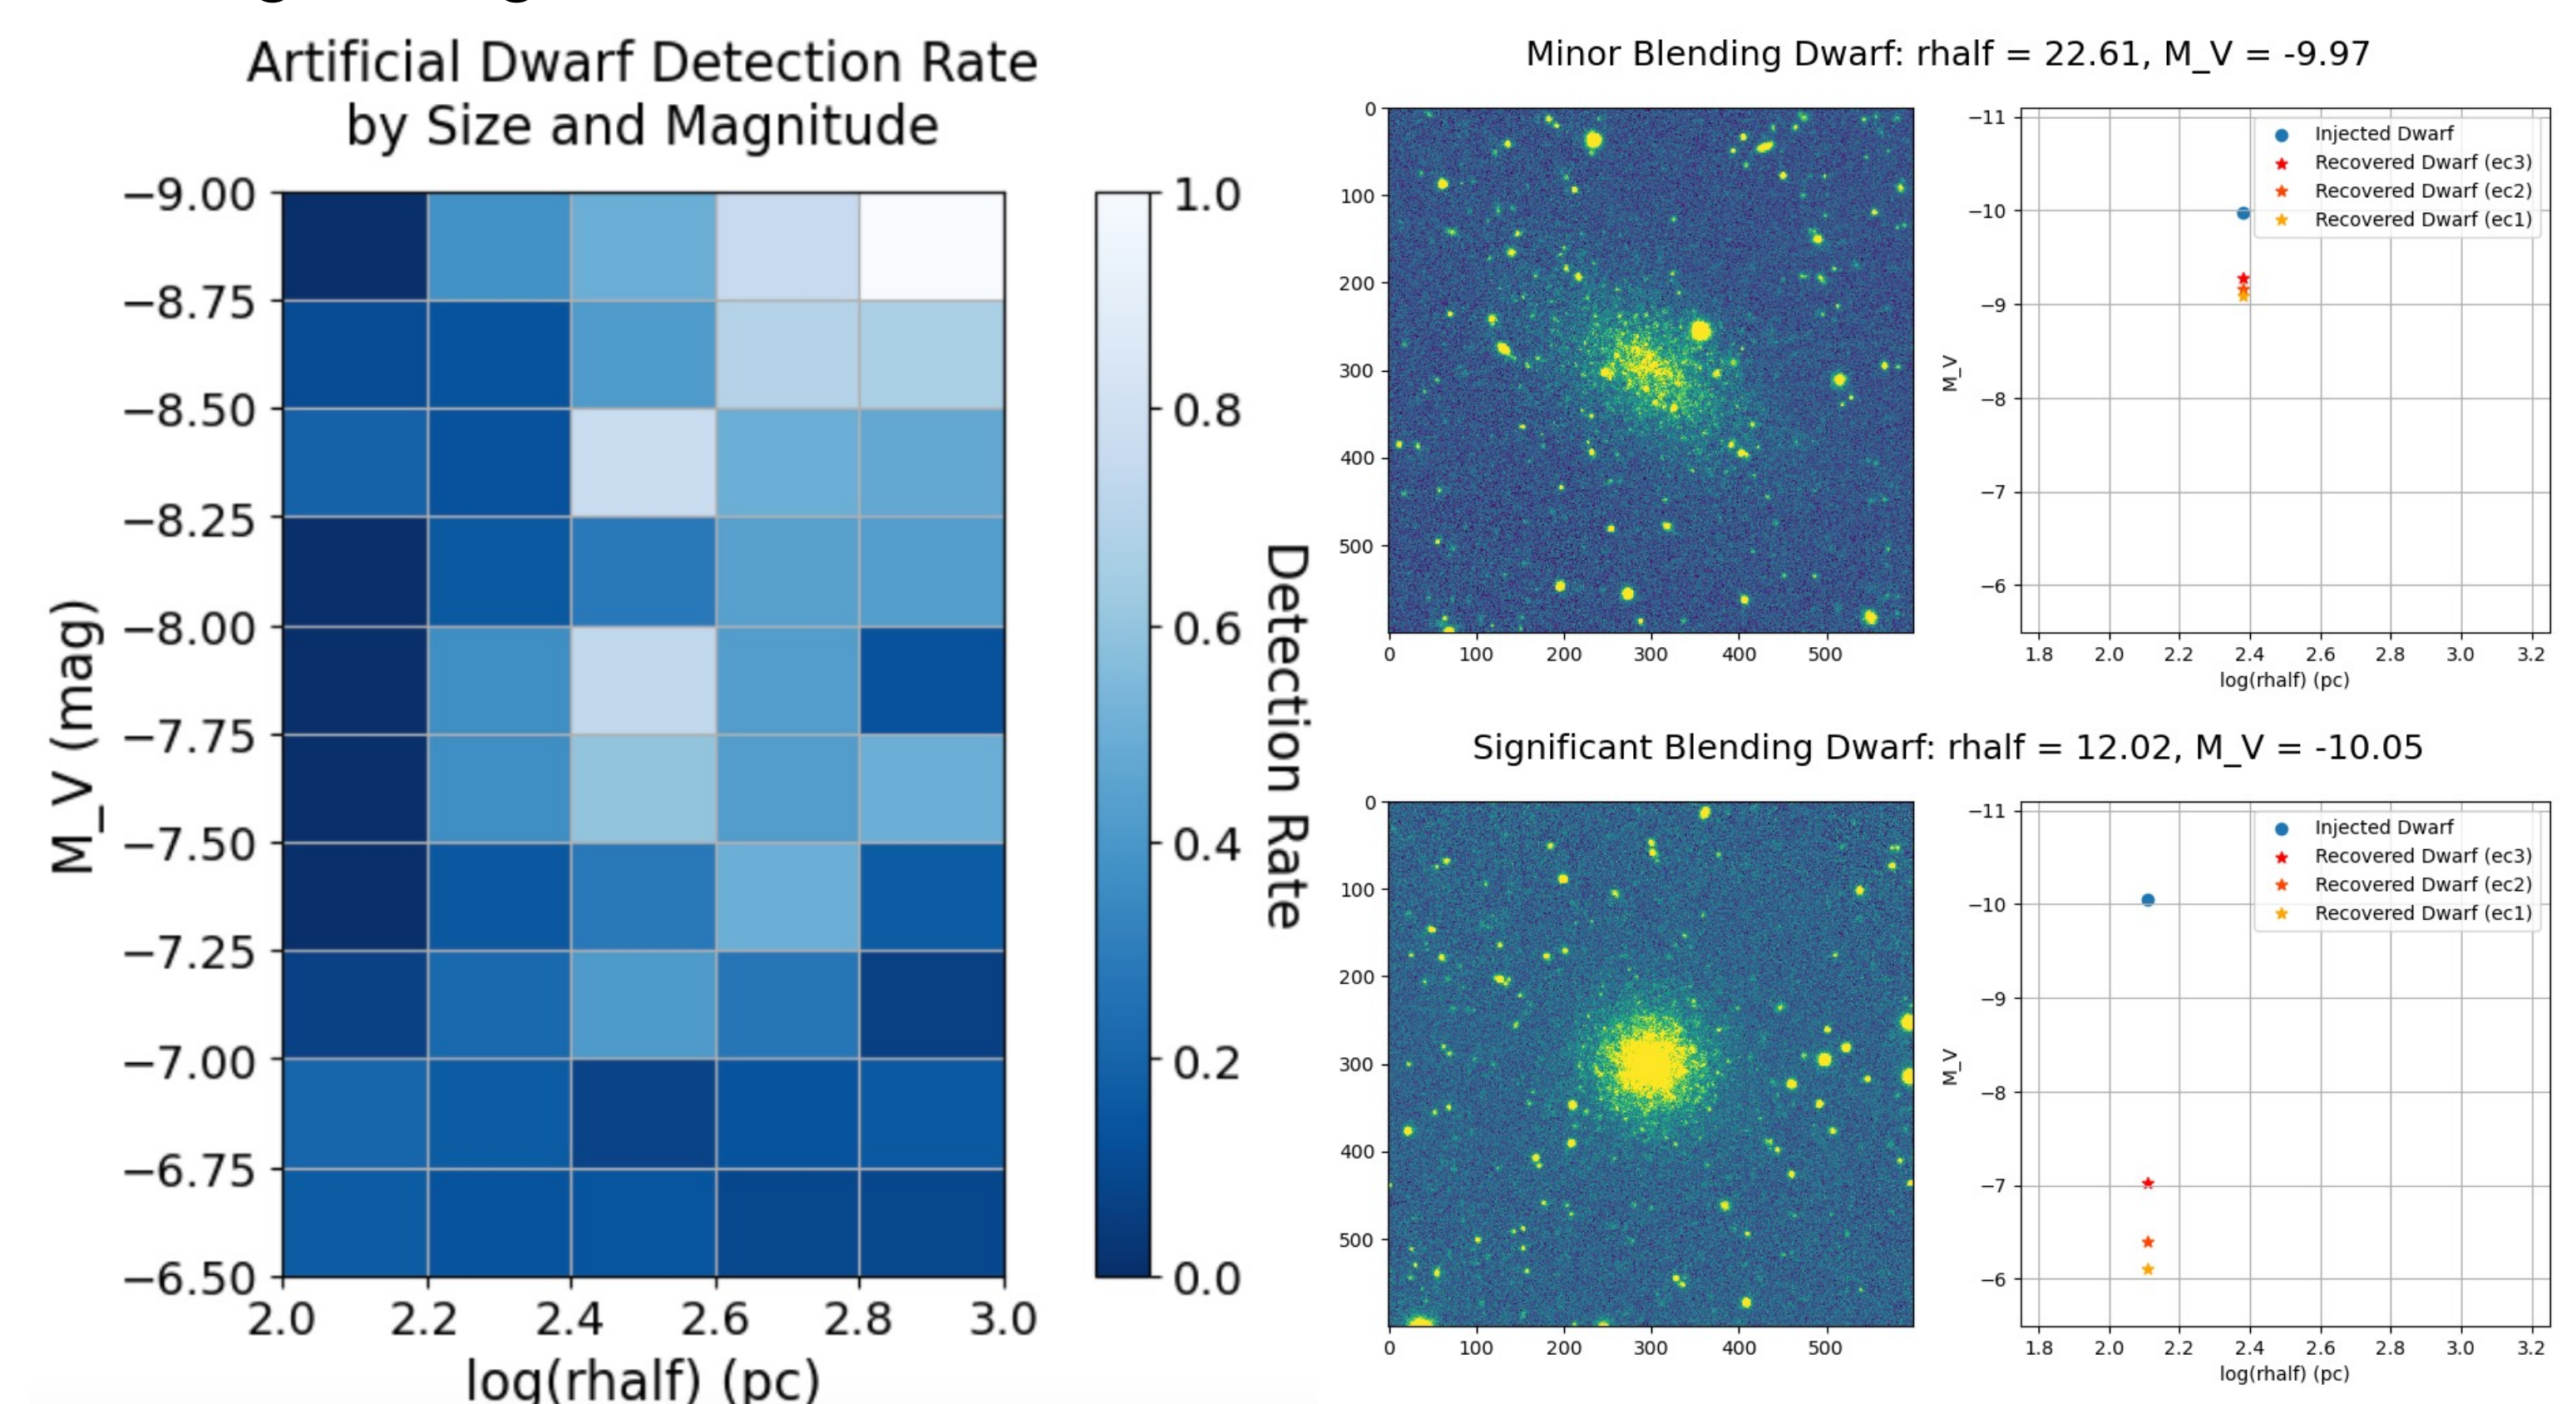 Artificial Dwarf Detection Rate
by Size and Magnitude
−9.00
−8.75
−8.50
−8.25
−8.00
−7.75
−7.50
−7.25
−7.00
−6.75
−6.50
M_V (mag)
2.0 2.2 2.4 2.6 2.8 3.0
log(rhalf) (pc)
1.0
0.8
0.6
0.4
0.2
0.0
Detection Rate
Minor Blending Dwarf: rhalf = 22.61, M_V = -9.97
0
100
200
300
400
500
0 100 200 300 400 500
−11
−10
−9
−8
−7
−6
M_V
Injected Dwarf
Recovered Dwarf (ec3)
Recovered Dwarf (ec2)
Recovered Dwarf (ec1)
1.8 2.0 2.2 2.4 2.6 2.8 3.0 3.2
log(rhalf) (pc)
Significant Blending Dwarf: rhalf = 12.02, M_V = -10.05
0
100
200
300
400
500
0 100 200 300 400 500
−11
−10
−9
−8
−7
−6
M_V
Injected Dwarf
Recovered Dwarf (ec3)
Recovered Dwarf (ec2)
Recovered Dwarf (ec1)
1.8 2.0 2.2 2.4 2.6 2.8 3.0 3.2
log(rhalf) (pc)